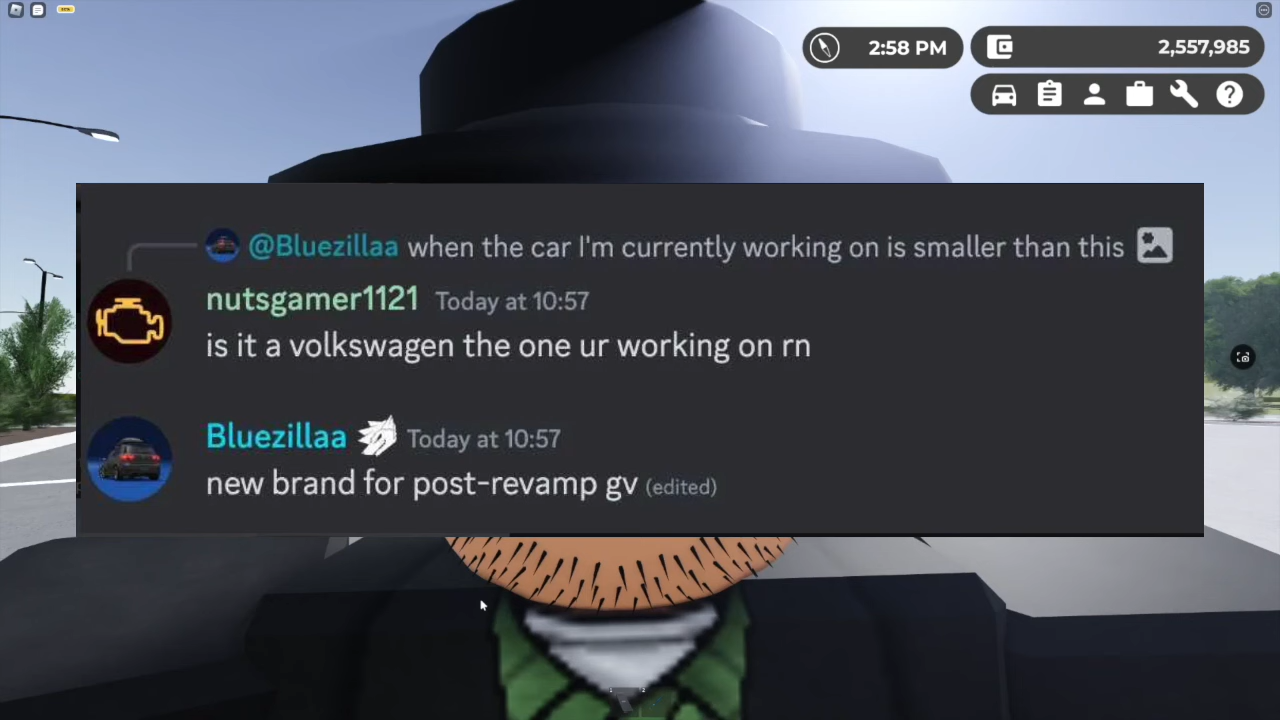 2:58 PM
2,557,985
@Bluezillaa when the car I'm currently working on is smaller than this
nutsgamer1121 Today at 10:57
is it a volkswagen the one ur working on rn
Bluezillaa Today at 10:57
new brand for post-revamp gv (edited)